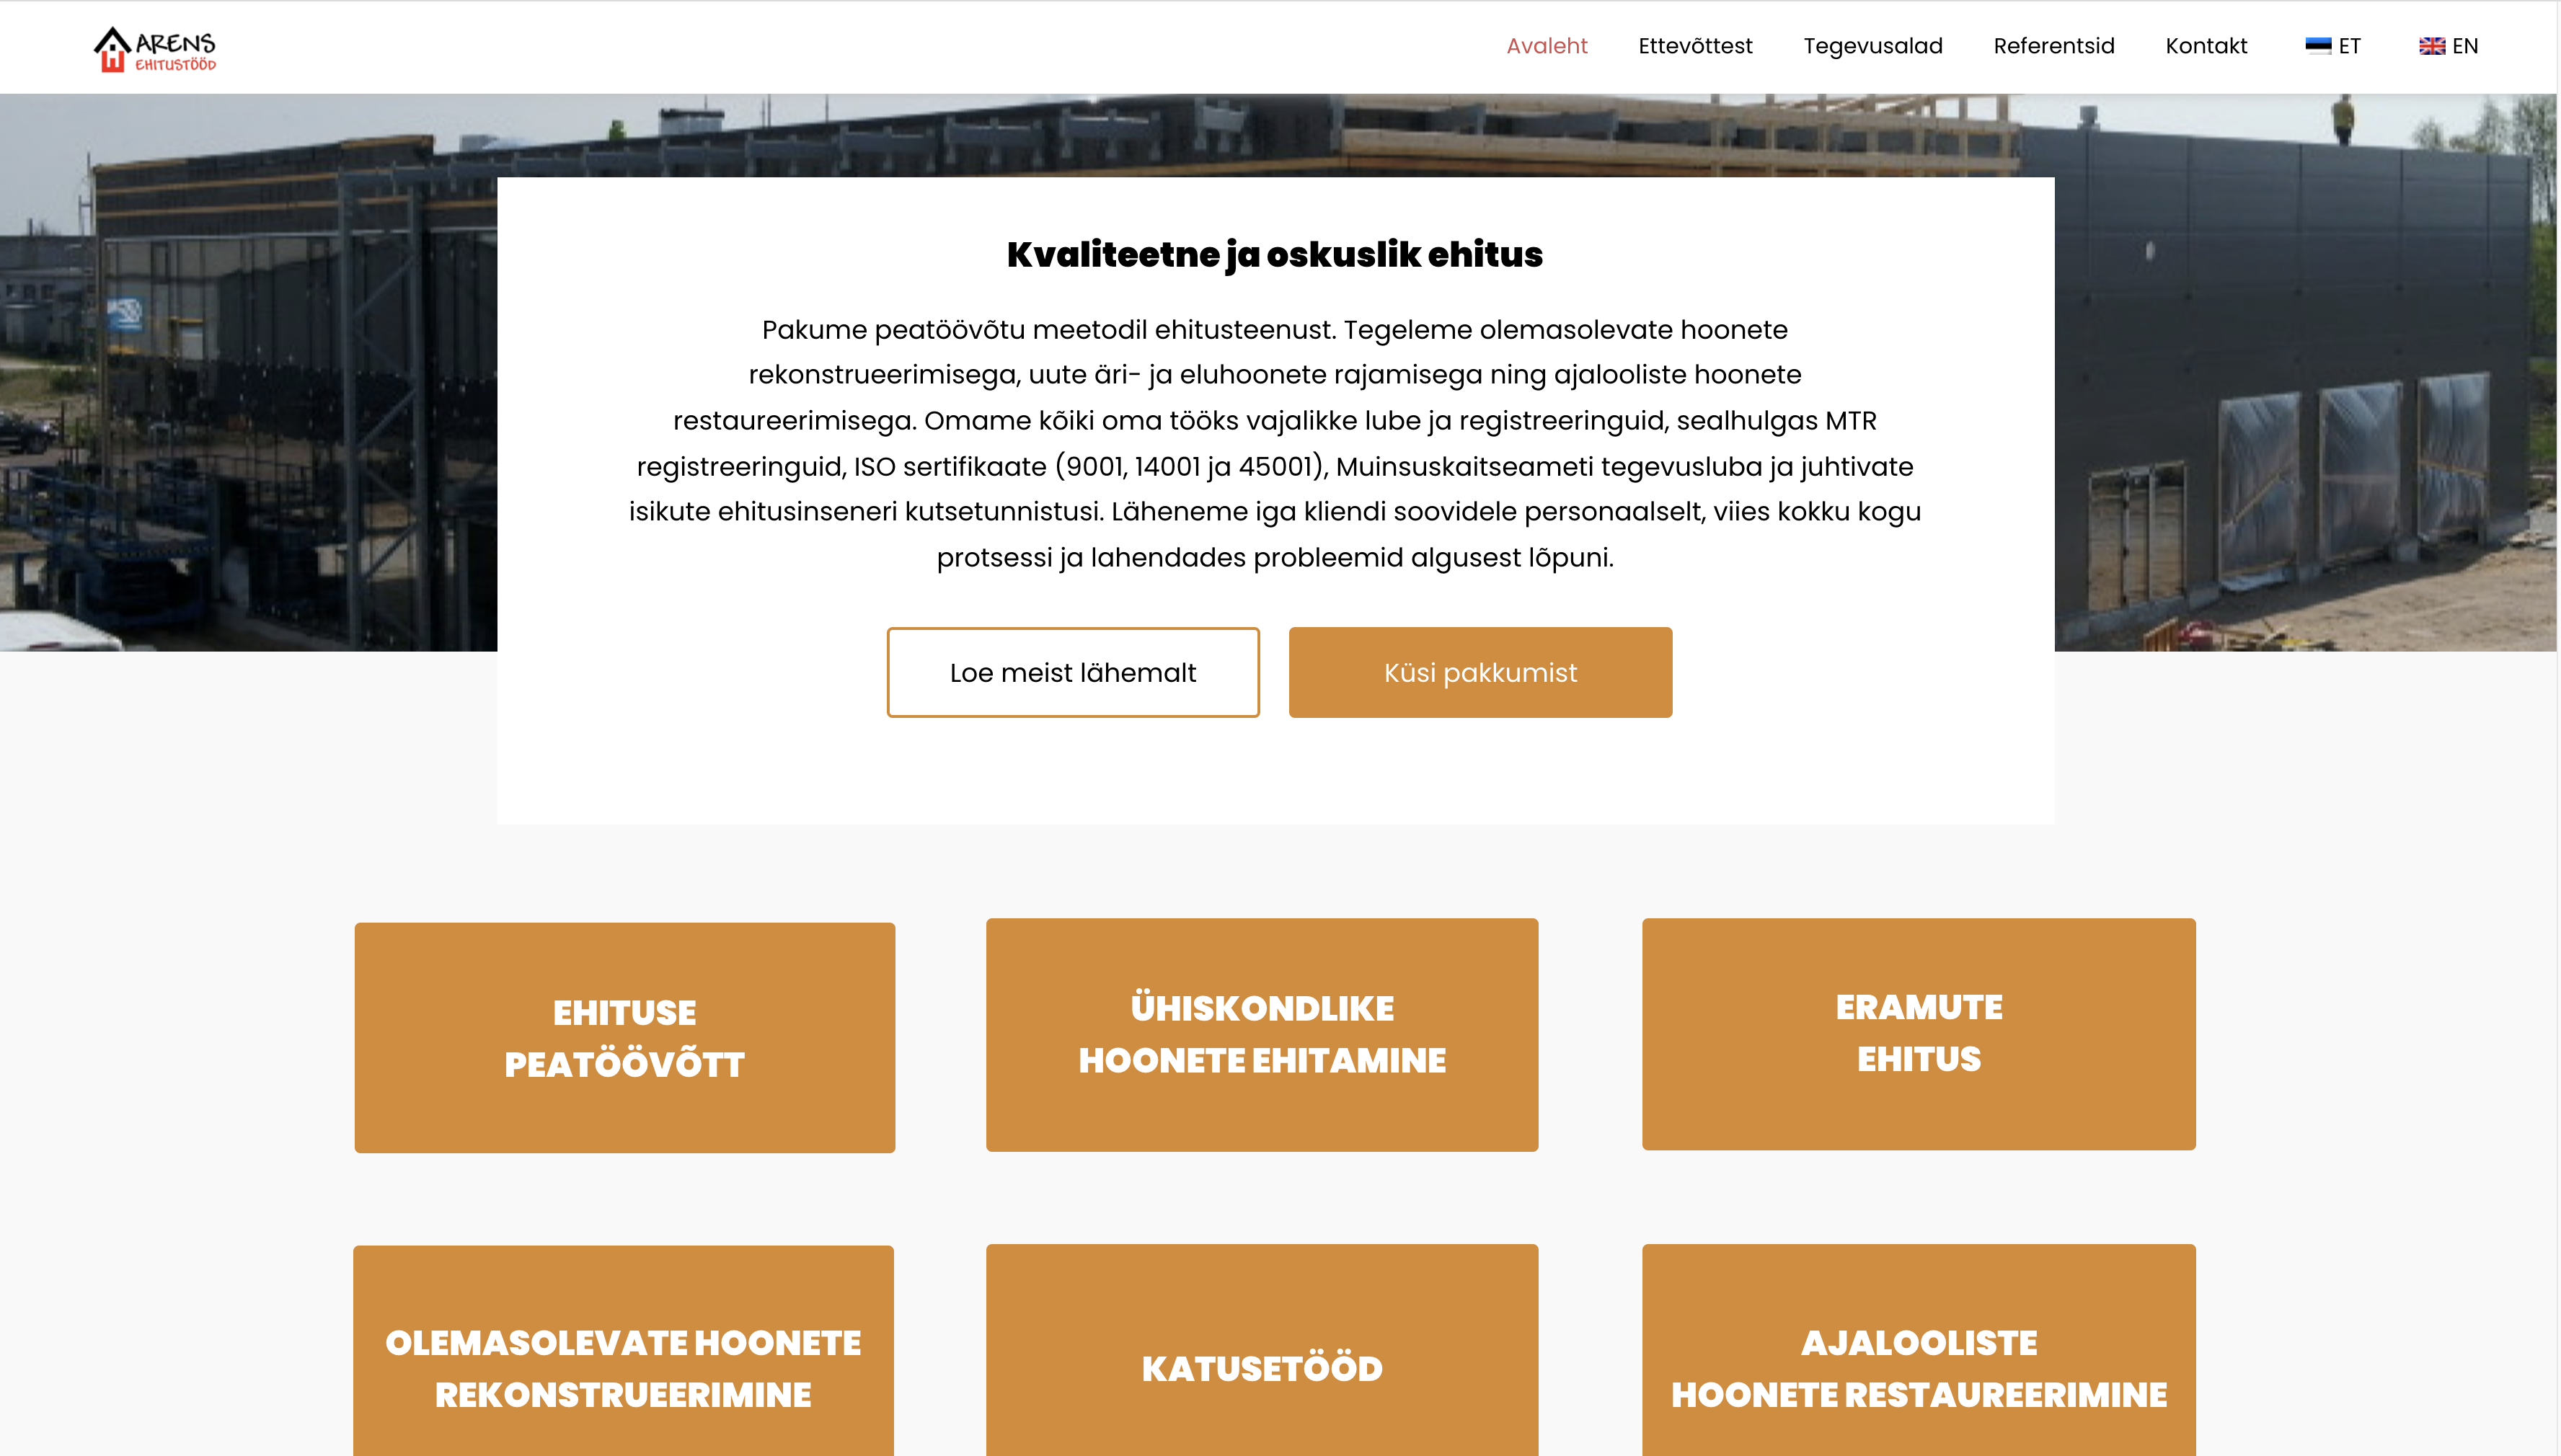 ARENS
EHITUSTÖÖD
Avaleht
Ettevõttest
Tegevusalad
Referentsid
Kontakt
ET
EN
Kvaliteetne ja oskuslik ehitus
Pakume peatöövõtu meetodil ehitusteenust. Tegeleme olemasolevate hoonete
rekonstrueerimisega, uute äri- ja eluhoonete rajamisega ning ajalooliste hoonete
restaureerimisega. Omame kõiki oma tööks vajalikke lube ja registreeringuid, sealhulgas MTR
registreeringuid, ISO sertifikaate (9001, 14001 ja 45001), Muinsuskaitseameti tegevusluba ja juhtivate
isikute ehitusinseneri kutsetunnistusi. Läheneme iga kliendi soovidele personaalselt, viies kokku kogu
protsessi ja lahendades probleemid algusest lõpuni.
Loe meist lähemalt
Küsi pakkumist
EHITUSE
PEATÖÖVÕTT
ÜHISKONDLIKE
HOONETE EHITAMINE
ERAMUTE
EHITUS
OLEMASOLEVATE HOONETE
REKONSTRUEERIMINE
KATUSETÖÖD
AJALOOLISTE
HOONETE RESTAUREERIMINE